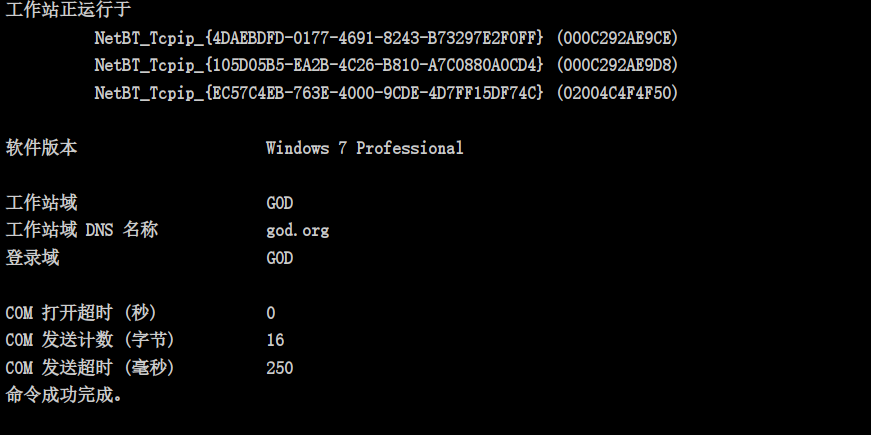 工作站正运行于
NetBT_Tcpip_{4DAEBDFD-0177-4691-8243-B73297E2F0FF} (000C292AE9CE)
NetBT_Tcpip_{105D05B5-EA2B-4C26-B810-A7C0880A0CD4} (000C292AE9D8)
NetBT_Tcpip_{EC57C4EB-763E-4000-9CDE-4D7FF15DF74C} (02004C4F4F50)
软件版本 Windows 7 Professional
工作站域 GOD
工作站域 DNS 名称 god.org
登录域 GOD
COM 打开超时 (秒) 0
COM 发送计数 (字节) 16
COM 发送超时 (毫秒) 250
命令成功完成。